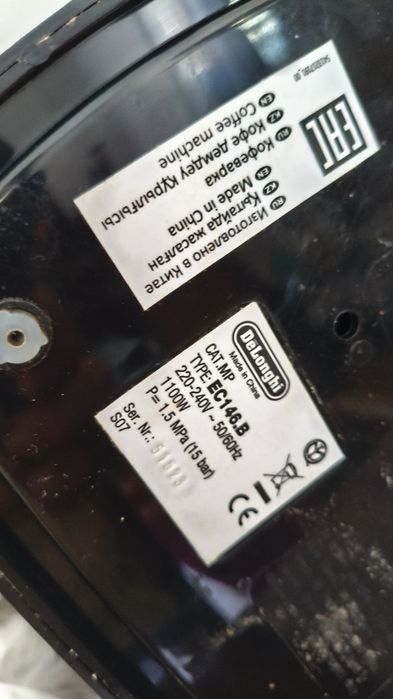 5413201791_00
EAC
EN Coffee machine
KZ Кофе демдеу құрылғысы
RU Кофеварка
EN Made in China
KZ Қытайда жасалған
RU Изготовлено в Китае
DeLonghi
Made in China
CAT.MP
TYPE: EC146.B
220-240V ~ 50/60Hz
1100W
P= 1.5 MPa (15 bar)
Ser. Nr.:
S07
CE